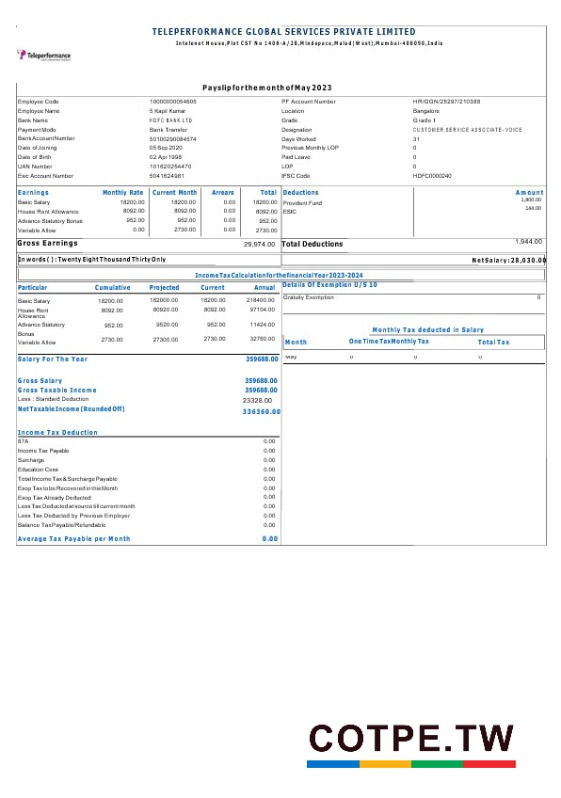 TELEPERFORMANCE GLOBAL SERVICES PRIVATE LIMITED
Intelenet House,Plot CST No 1406-A/28,Mindspace,Malad(West),Mumbai-400090,India
Teleperformance
Payslip for the month of May 2023
Employee Code 10000000054606 PF Account Number HR/GGN/25297/210388
Employee Name S Kapil Kumar Location Bangalore
Bank Name HDFC BANK LTD Grade Grade I
Payment Mode Bank Transfer Designation CUSTOMER SERVICE ASSOCIATE-VOICE
Bank Account Number 50100290084674 Days Worked 31
Date of Joining 05 Sep 2020 Previous Monthly LOP 0
Date of Birth 02 Apr 1998 Paid Leave 0
UAN Number 101620254470 LOP 0
Esic Account Number 5041624981 IFSC Code HDFC0000240
Earnings Monthly Rate Current Month Arrears Total Deductions Amount
Basic Salary 18200.00 18200.00 0.00 18200.00 Provident Fund 1,800.00
House Rent Allowance 8092.00 8092.00 0.00 8092.00 ESIC 144.00
Advance Statutory Bonus 952.00 952.00 0.00 952.00
Variable Allow 0.00 2730.00 0.00 2730.00
Gross Earnings 29,974.00 Total Deductions 1,944.00
In words ( ) : Twenty Eight Thousand Thirty Only Net Salary: 28,030.00
Income Tax Calculation for the financial Year 2023-2024
Particular Cumulative Projected Current Annual Details Of Exemption U/S 10
Basic Salary 18200.00 182000.00 18200.00 218400.00 Gratuity Exemption 0
House Rent Allowance 8092.00 80920.00 8092.00 97104.00
Advance Statutory Bonus 952.00 9520.00 952.00 11424.00
Variable Allow 2730.00 27300.00 2730.00 32760.00
Monthly Tax deducted in Salary
Month One Time Tax Monthly Tax Total Tax
May 0 0 0
Salary For The Year 359688.00
Gross Salary 359688.00
Gross Taxable Income 359688.00
Less : Standard Deduction 23328.00
Net Taxable Income (Rounded Off) 336360.00
Income Tax Deduction
87A 0.00
Income Tax Payable 0.00
Surcharge 0.00
Education Cess 0.00
Total Income Tax & Surcharge Payable 0.00
Esop Tax to be Recovered in this Month 0.00
Esop Tax Already Deducted 0.00
Less Tax Deducted at source till current month 0.00
Less Tax Deducted by Previous Employer 0.00
Balance Tax Payable/Refundable 0.00
Average Tax Payable per Month 0.00
COTPE.TW